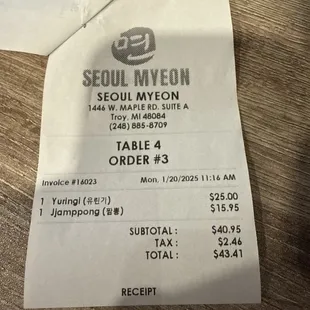 면
SEOUL MYEON
SEOUL MYEON
1446 W. MAPLE RD. SUITE A
Troy, MI 48084
(248) 885-8709
TABLE 4
ORDER #3
Invoice #16023 Mon, 1/20/2025 11:16 AM
1 Yuringi (유린기) $25.00
1 Jjamppong (짬뽕) $15.95
SUBTOTAL : $40.95
TAX : $2.46
TOTAL : $43.41
RECEIPT